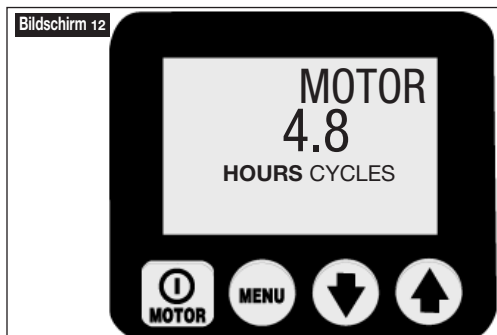 Bildschirm 12
MOTOR
4.8
HOURS CYCLES
MOTOR
MENU